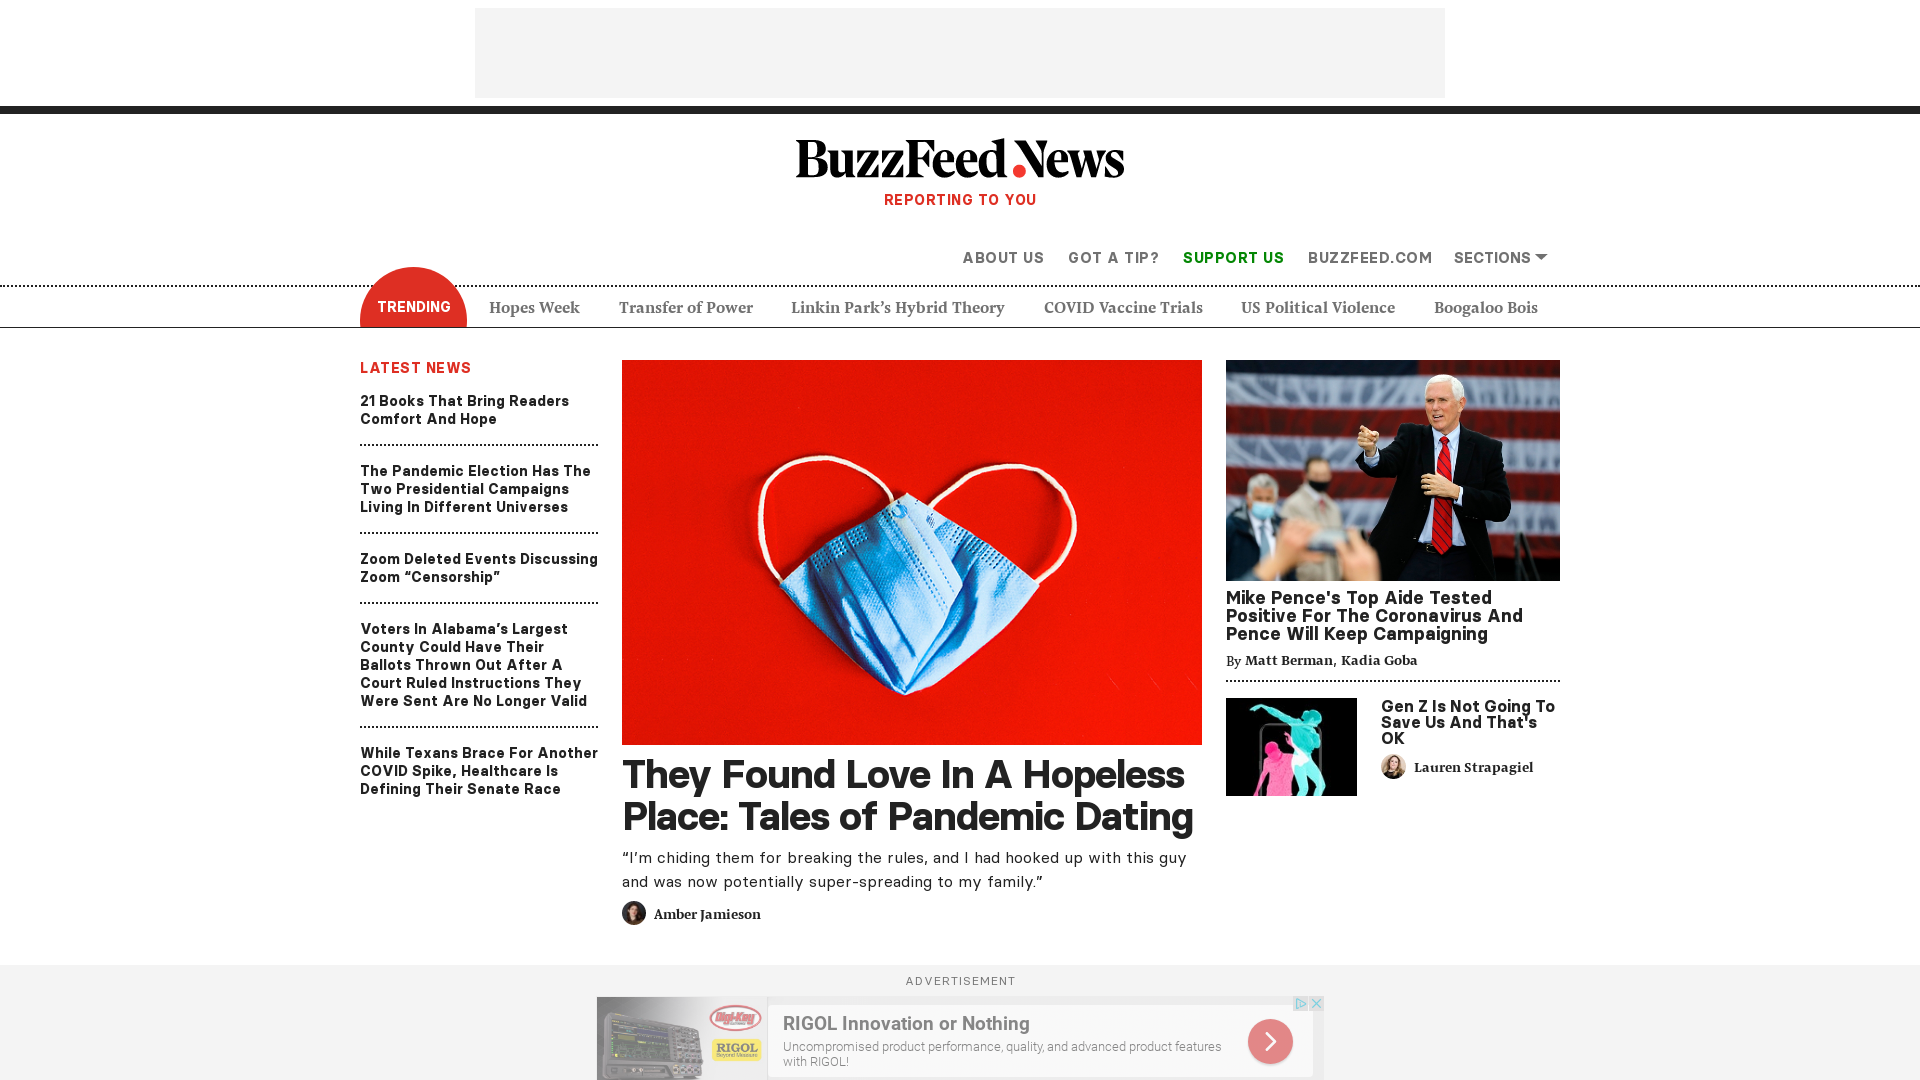 BuzzFeed News
REPORTING TO YOU
ABOUT US GOT A TIP? SUPPORT US BUZZFEED.COM SECTIONS
TRENDING Hopes Week Transfer of Power Linkin Park’s Hybrid Theory COVID Vaccine Trials US Political Violence Boogaloo Bois
LATEST NEWS
21 Books That Bring Readers
Comfort And Hope
The Pandemic Election Has The
Two Presidential Campaigns
Living In Different Universes
Zoom Deleted Events Discussing
Zoom “Censorship”
Voters In Alabama’s Largest
County Could Have Their
Ballots Thrown Out After A
Court Ruled Instructions They
Were Sent Are No Longer Valid
While Texans Brace For Another
COVID Spike, Healthcare Is
Defining Their Senate Race
They Found Love In A Hopeless
Place: Tales of Pandemic Dating
“I’m chiding them for breaking the rules, and I had hooked up with this guy
and was now potentially super-spreading to my family.”
Amber Jamieson
Mike Pence's Top Aide Tested
Positive For The Coronavirus And
Pence Will Keep Campaigning
By Matt Berman, Kadia Goba
Gen Z Is Not Going To
Save Us And That's
OK
Lauren Strapagiel
ADVERTISEMENT
Digi-Key
RIGOL
Beyond Measure
RIGOL Innovation or Nothing
Uncompromised product performance, quality, and advanced product features
with RIGOL!